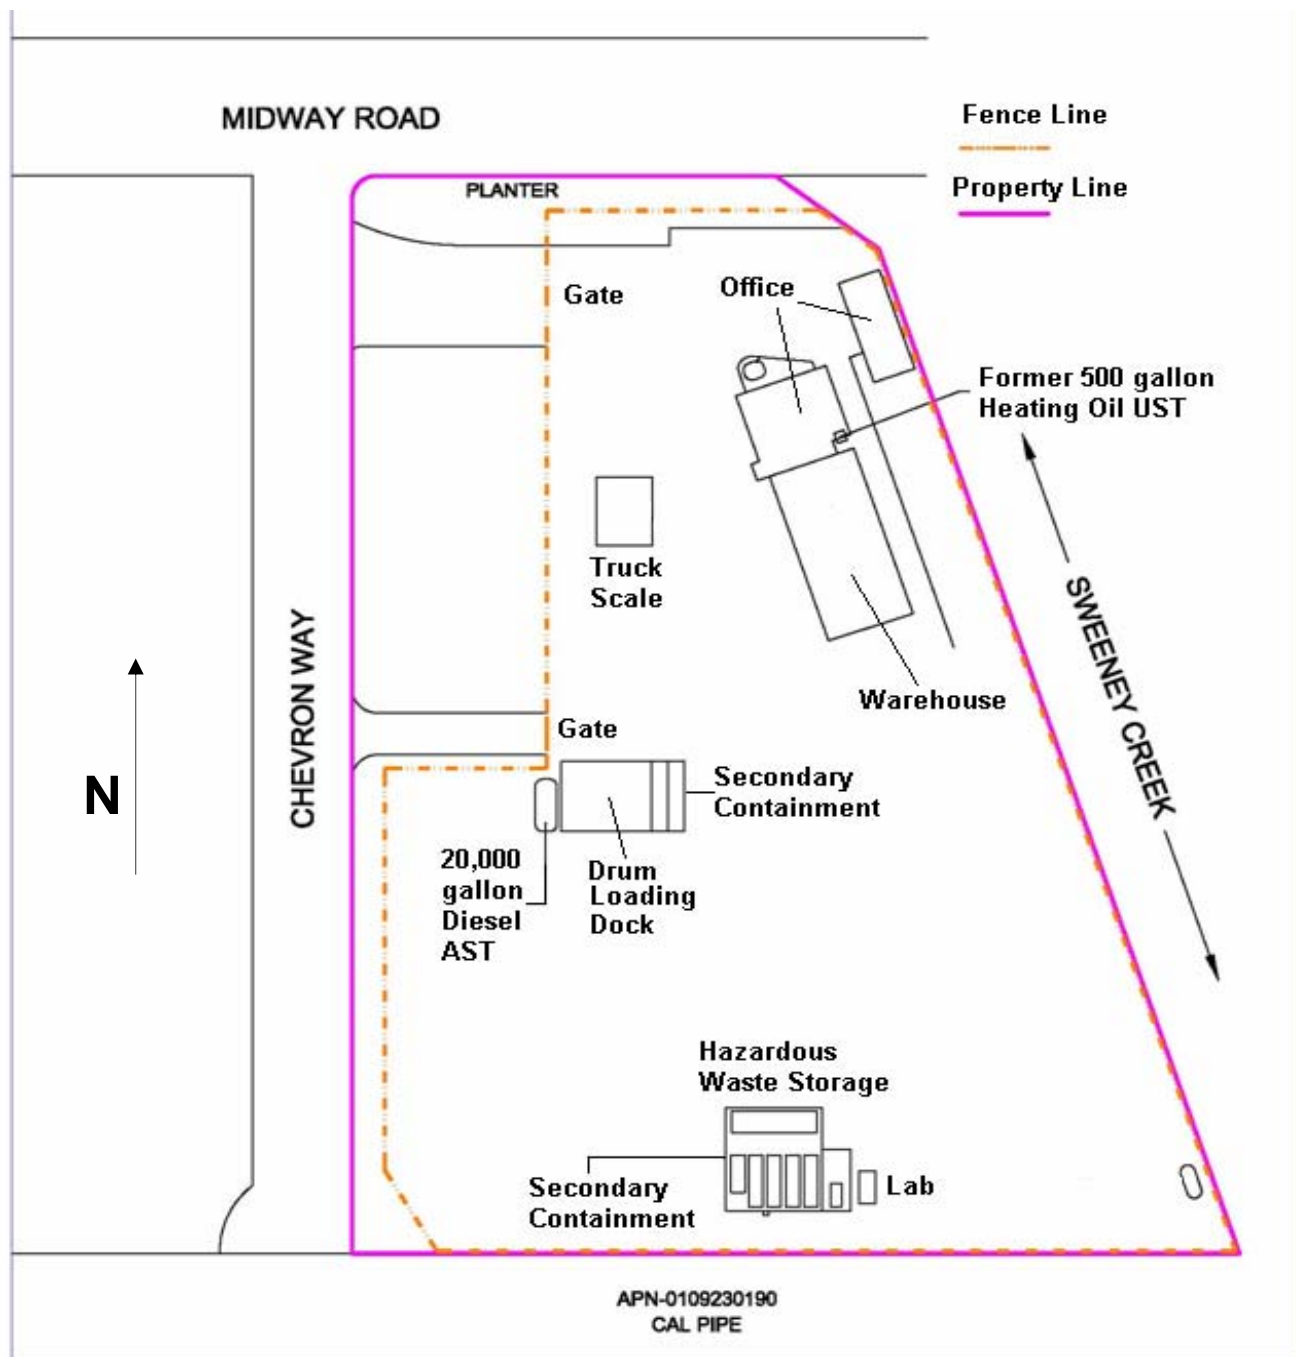 MIDWAY ROAD
Fence Line
Property Line
PLANTER
Gate
Office
Former 500 gallon
Heating Oil UST
Truck
Scale
SWEENEY CREEK
CHEVRON WAY
Warehouse
Gate
N
Secondary
Containment
20,000
gallon
Diesel
AST
Drum
Loading
Dock
Hazardous
Waste Storage
Secondary
Containment
Lab
APN-0109230190
CAL PIPE